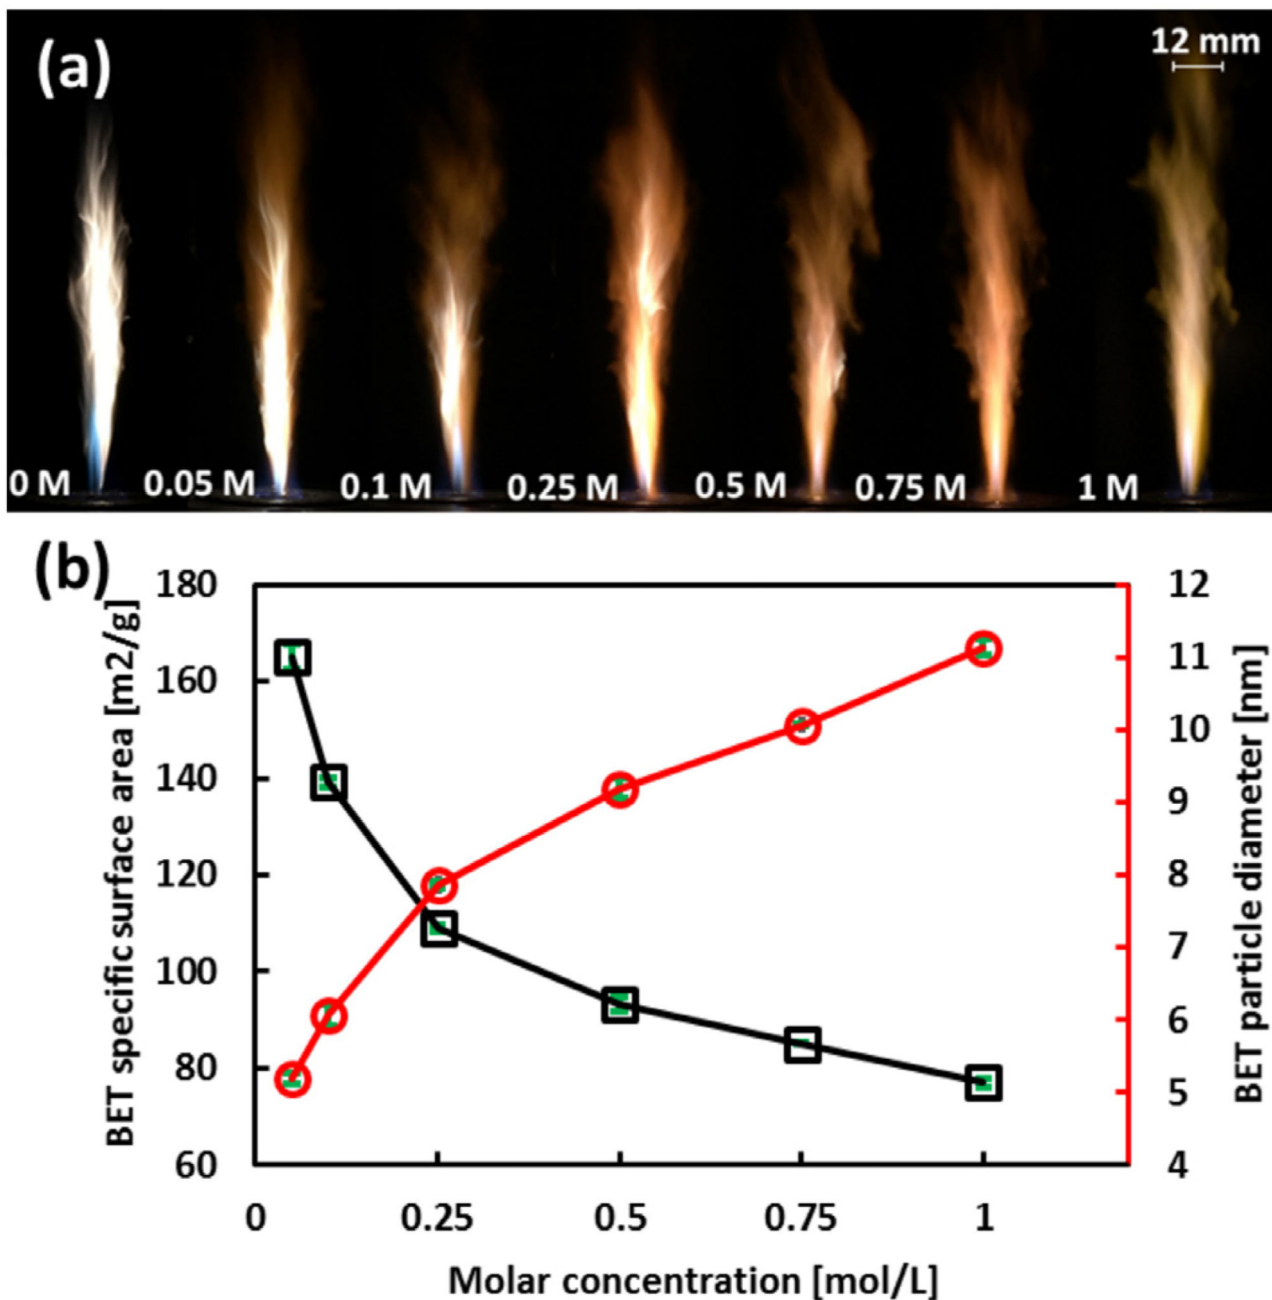 (a)
12 mm
0 M 0.05 M 0.1 M 0.25 M 0.5 M 0.75 M 1 M
(b)
BET specific surface area [m2/g]
180
160
140
120
100
80
60
12
11
10
9
8
7
6
5
4
BET particle diameter [nm]
0 0.25 0.5 0.75 1
Molar concentration [mol/L]